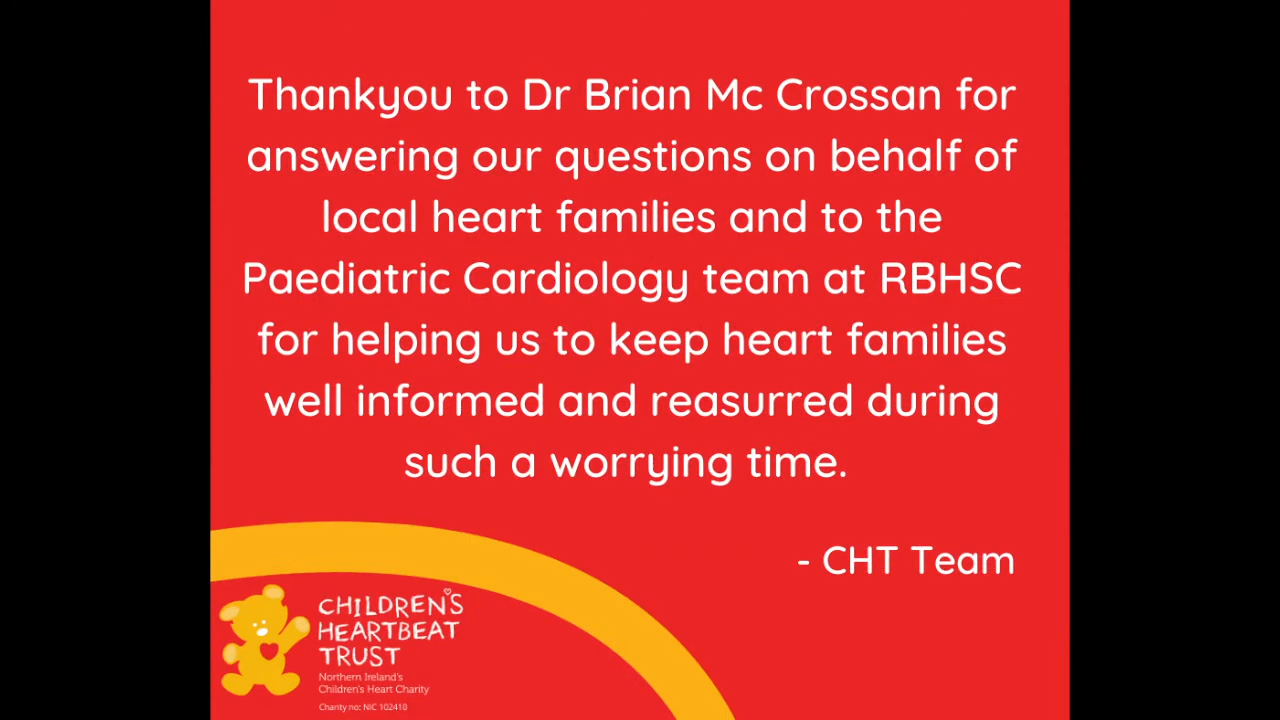 Thankyou to Dr Brian Mc Crossan for
answering our questions on behalf of
local heart families and to the
Paediatric Cardiology team at RBHSC
for helping us to keep heart families
well informed and reasurred during
such a worrying time.
- CHT Team
CHILDREN'S
HEARTBEAT
TRUST
Northern Ireland's
Children's Heart Charity
Charity no: NIC 102410